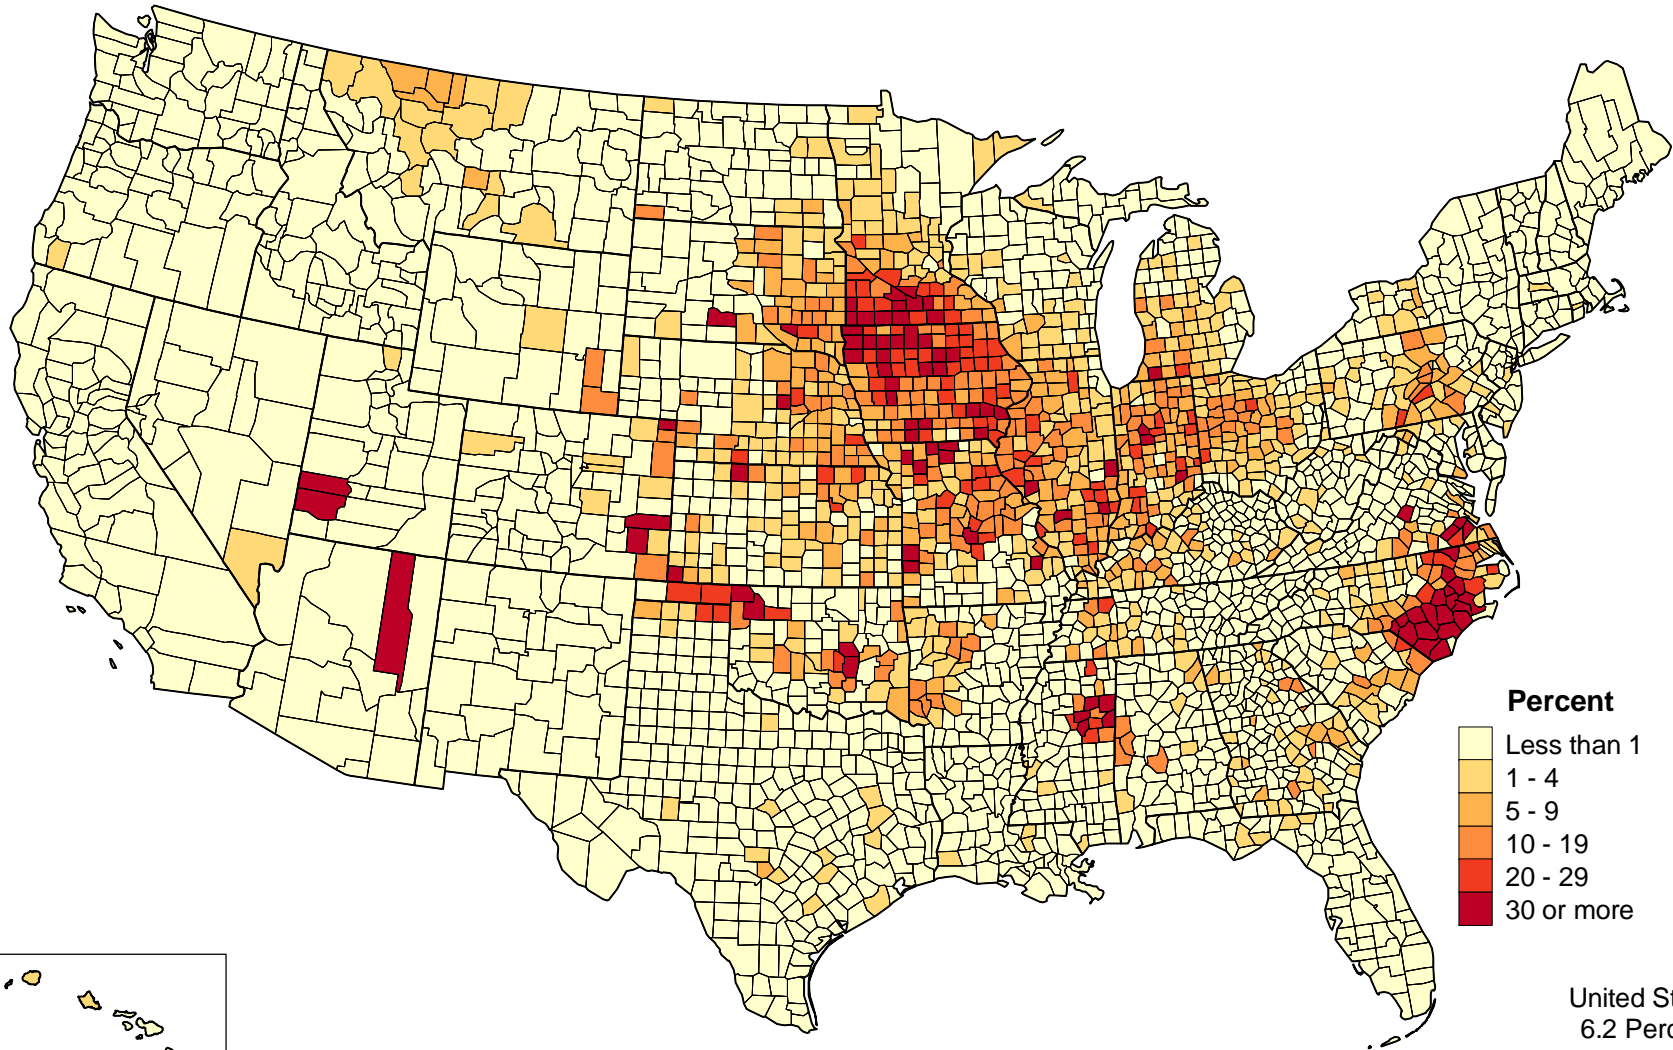 Percent
Less than 1
1 - 4
5 - 9
10 - 19
20 - 29
30 or more
United St
6.2 Perc